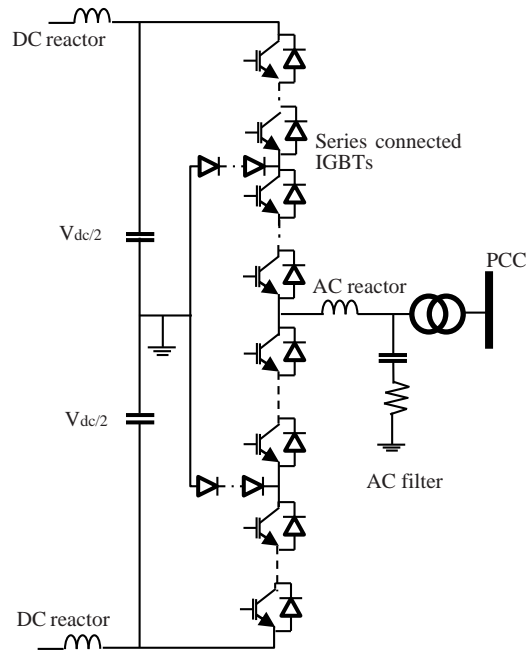 DC reactor
Series connected
IGBTs
Vdc/2
PCC
AC reactor
Vdc/2
AC filter
DC reactor